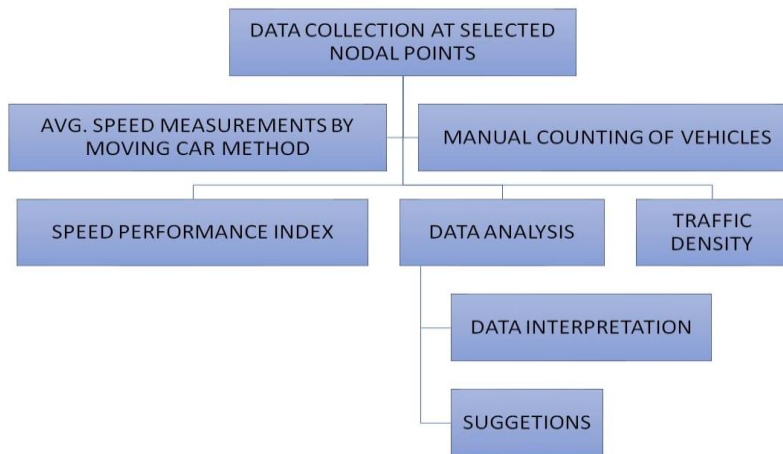 DATA COLLECTION AT SELECTED
NODAL POINTS
AVG. SPEED MEASUREMENTS BY
MOVING CAR METHOD
MANUAL COUNTING OF VEHICLES
SPEED PERFORMANCE INDEX
DATA ANALYSIS
TRAFFIC
DENSITY
DATA INTERPRETATION
SUGGETIONS